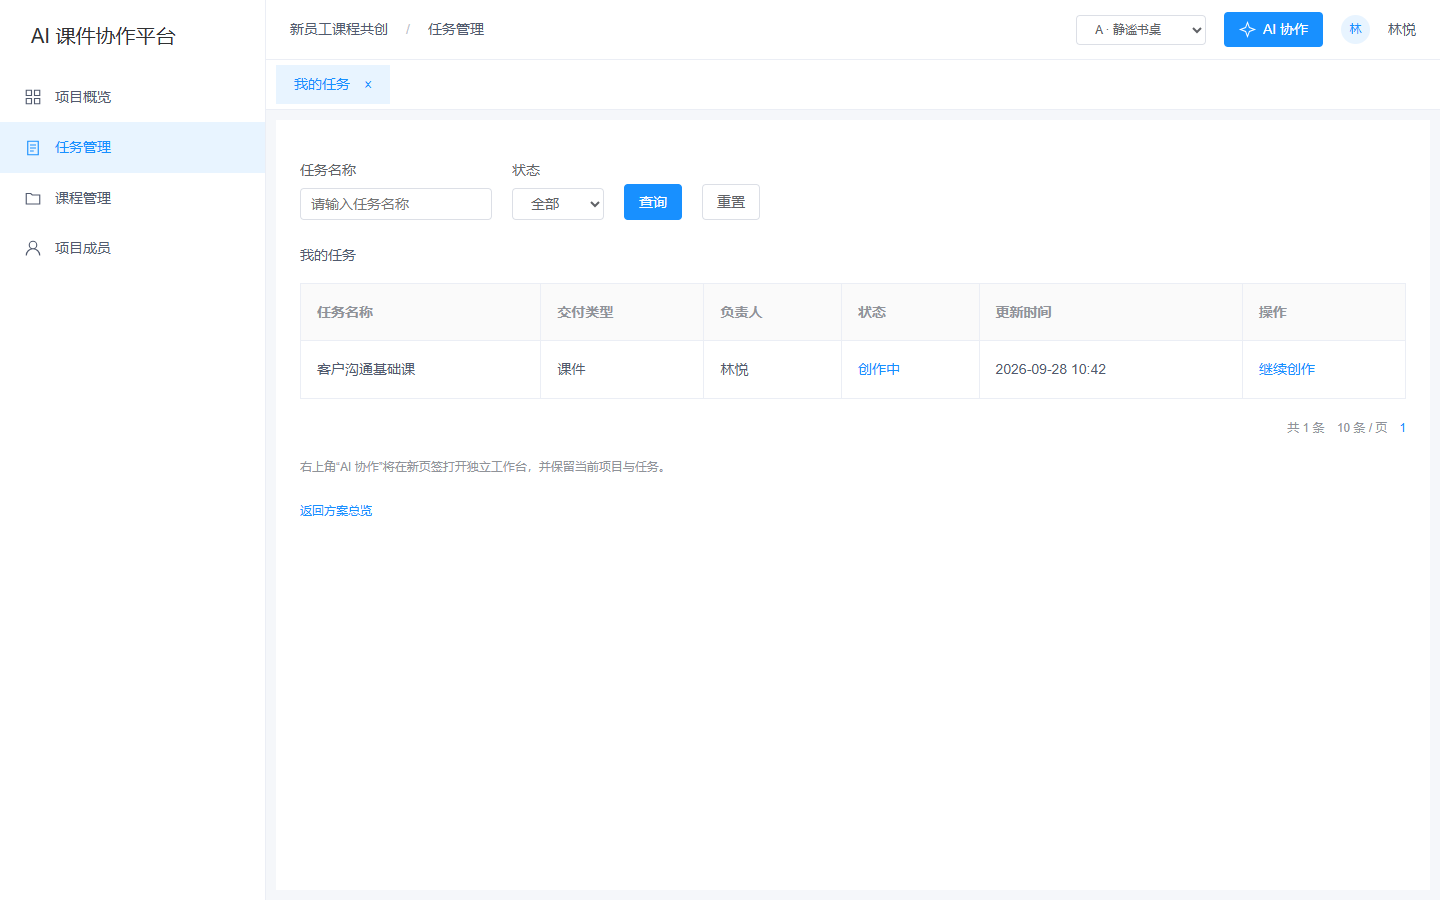 AI 课件协作平台
项目概览
任务管理
课程管理
项目成员
新员工课程共创 / 任务管理
A · 静谧书桌
AI 协作
林
林悦
我的任务 ×
任务名称
状态
请输入任务名称
全部
查询
重置
我的任务
任务名称 交付类型 负责人 状态 更新时间 操作
客户沟通基础课 课件 林悦 创作中 2026-09-28 10:42 继续创作
共 1 条 10 条 / 页 1
右上角“AI 协作”将在新页签打开独立工作台，并保留当前项目与任务。
返回方案总览